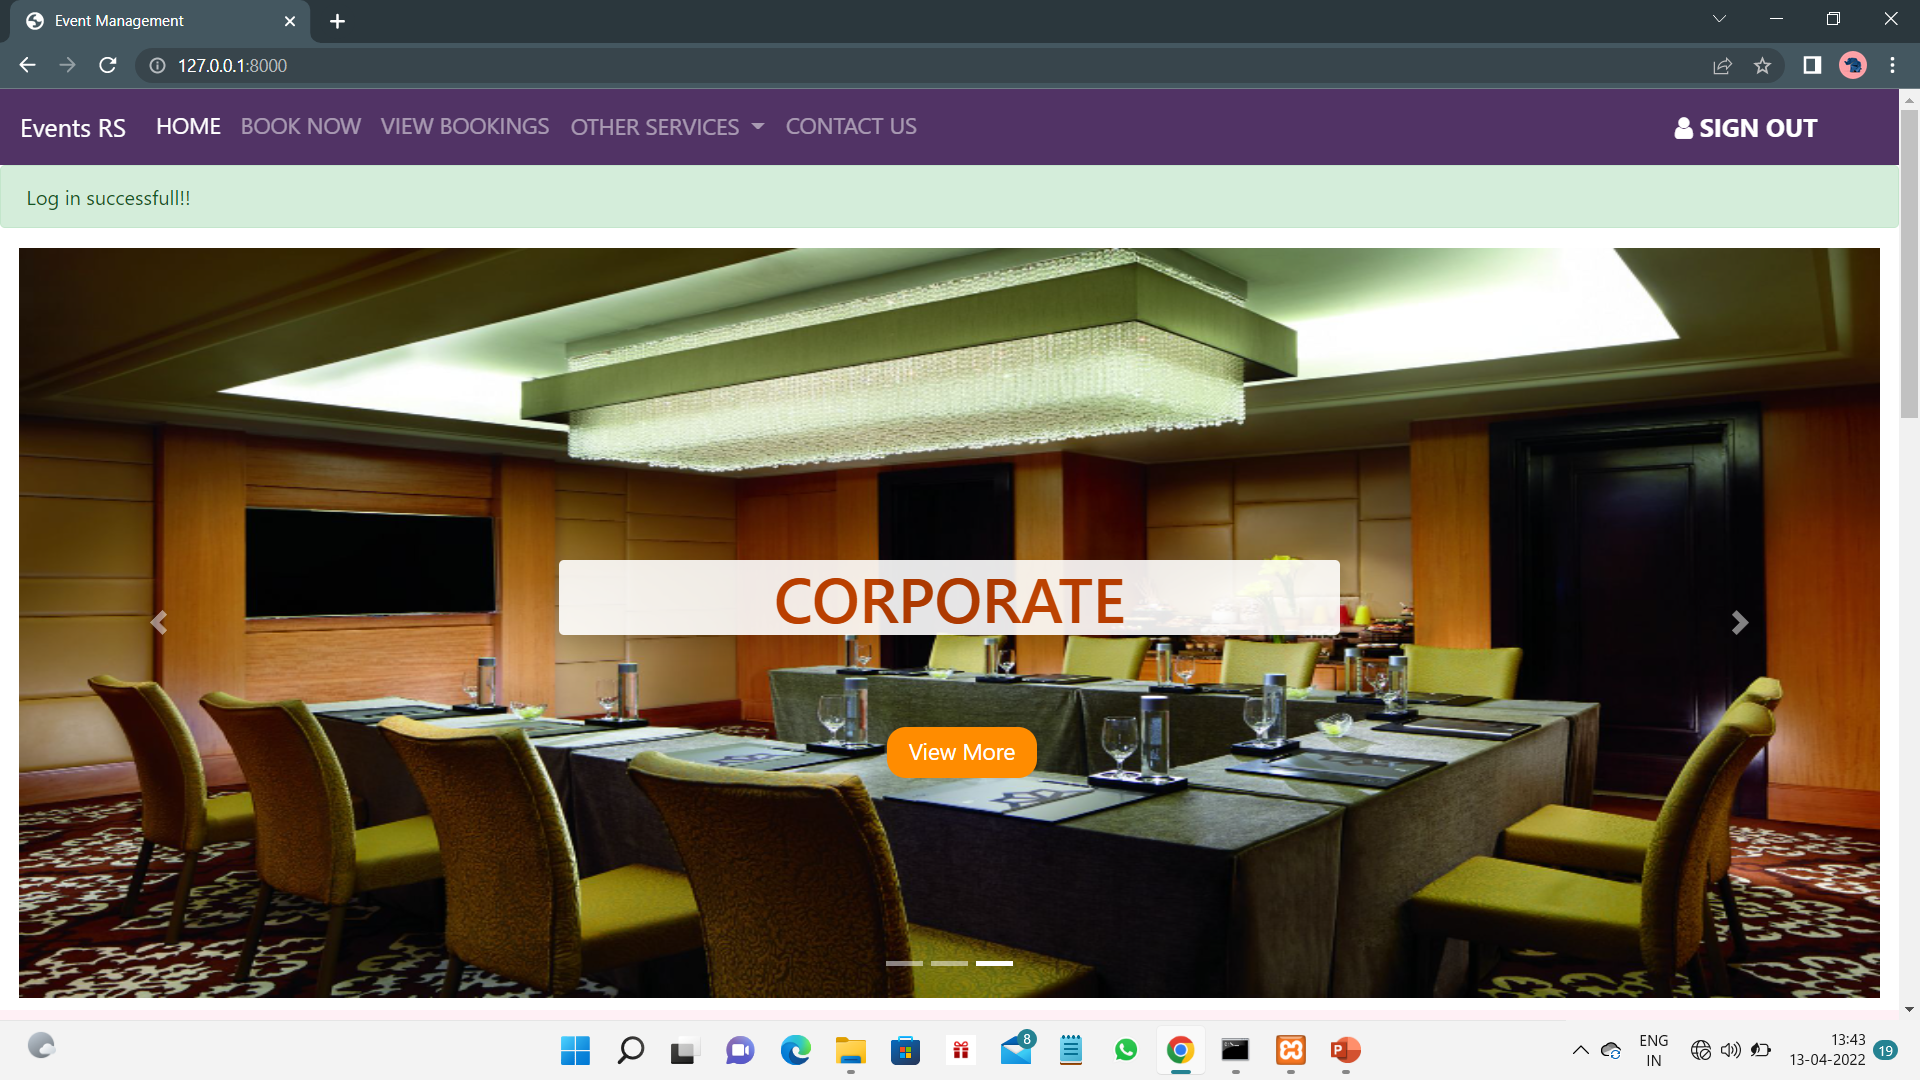 Event Management
127.0.0.1:8000
Events RS HOME BOOK NOW VIEW BOOKINGS OTHER SERVICES CONTACT US SIGN OUT
Log in successfull!!
CORPORATE
View More
8
P
ENG
IN
13:43
13-04-2022
19